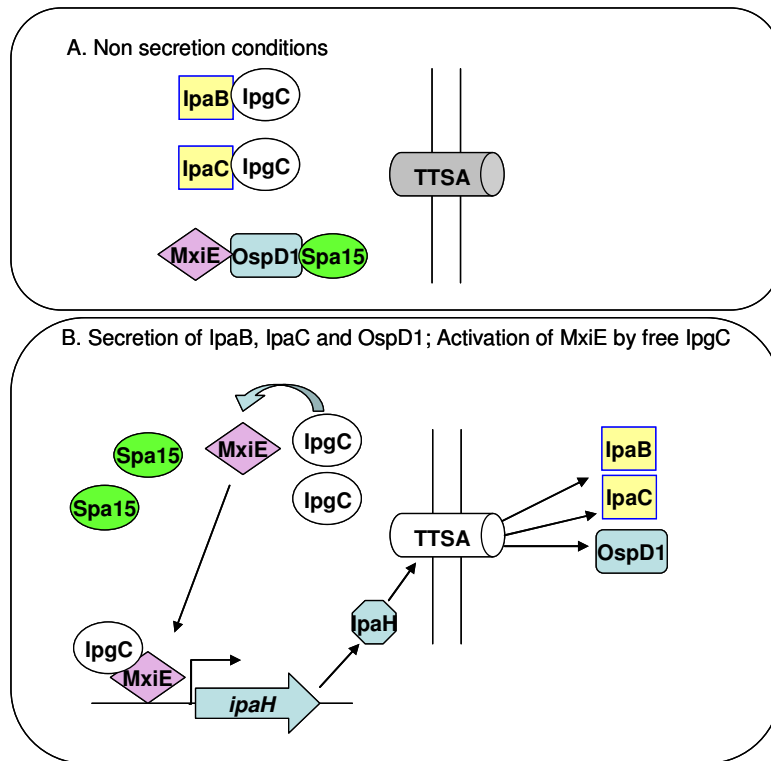 A. Non secretion conditions
IpaB IpgC
IpaC IpgC
TTSA
MxiE OspD1 Spa15
B. Secretion of IpaB, IpaC and OspD1; Activation of MxiE by free IpgC
Spa15
MxiE
IpgC
IpgC
Spa15
IpaB
IpaC
TTSA
OspD1
IpaH
IpgC
MxiE
ipaH